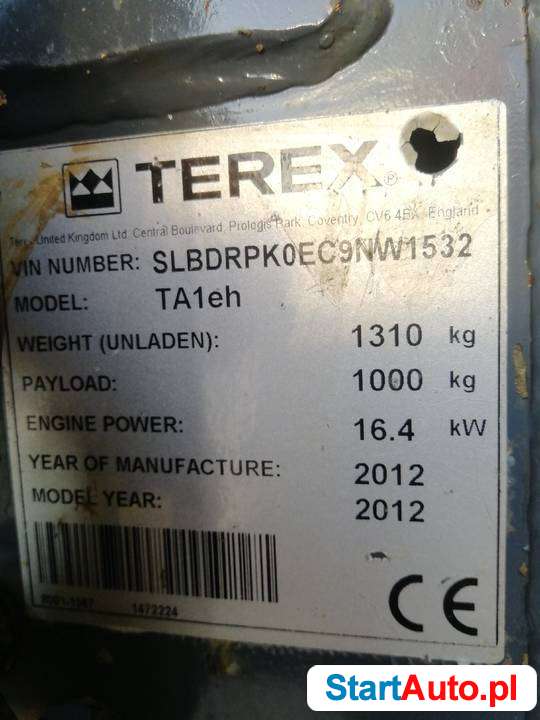 TEREX®
Terex United Kingdom Ltd. Central Boulevard, Prologis Park, Coventry, CV6 4BX, England
VIN NUMBER: SLBDRPK0EC9NW1532
MODEL: TA1eh
WEIGHT (UNLADEN): 1310 kg
PAYLOAD: 1000 kg
ENGINE POWER: 16.4 kW
YEAR OF MANUFACTURE: 2012
MODEL YEAR: 2012
1472224
CE
StartAuto.pl